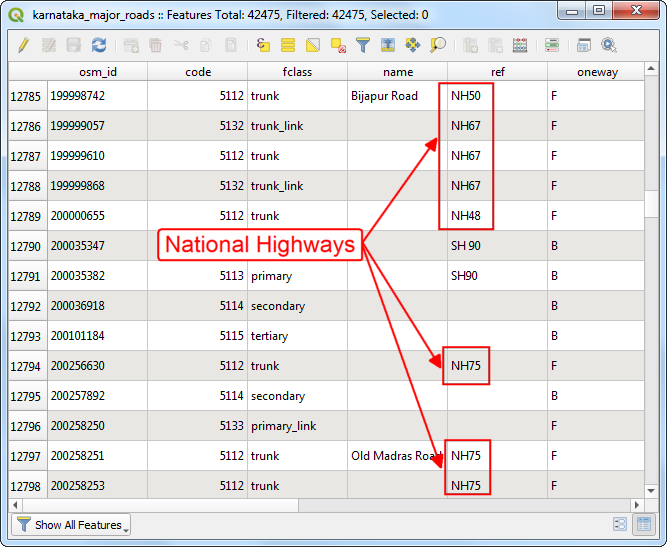 karnataka_major_roads :: Features Total: 42475, Filtered: 42475, Selected: 0
osm_id code fclass name ref oneway
12785 199998742 5112 trunk Bijapur Road NH50 F
12786 199999057 5132 trunk_link NH67 F
12787 199999610 5112 trunk NH67 F
12788 199999868 5132 trunk_link NH67 F
12789 200000655 5112 trunk NH48 F
12790 200035347 National Highways SH 90 B
12791 200035382 5113 primary SH90 B
12792 200036918 5114 secondary B
12793 200101184 5115 tertiary B
12794 200256630 5112 trunk NH75 F
12795 200257892 5114 secondary B
12796 200258250 5133 primary_link F
12797 200258251 5112 trunk Old Madras Road NH75 F
12798 200258253 5112 trunk NH75 F
Show All Features